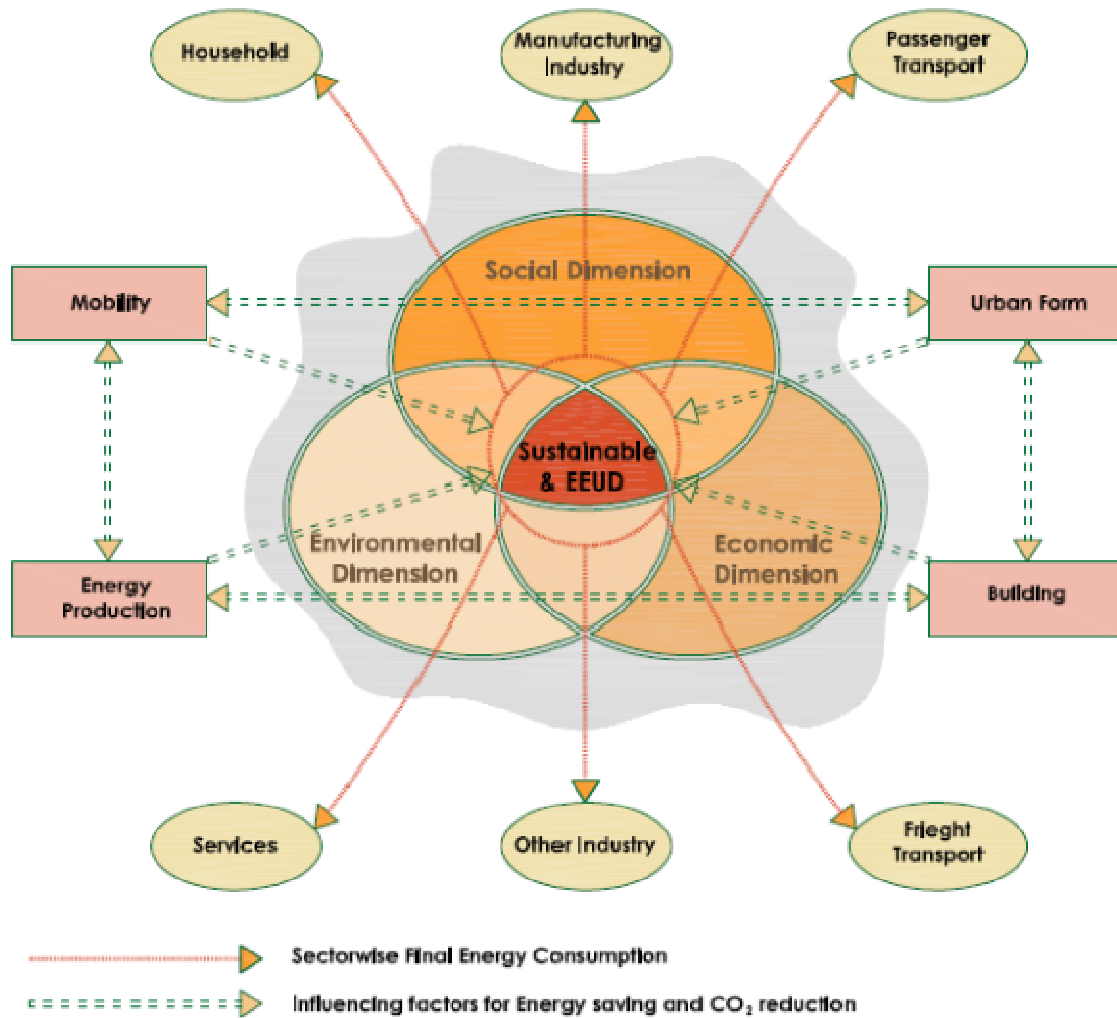 Household
Manufacturing
Industry
Passenger
Transport
Social Dimension
Mobility
Urban Form
Sustainable
& EEUD
Environmental
Dimension
Economic
Dimension
Energy
Production
Building
Services
Other Industry
Frieght
Transport
Sectorwise Final Energy Consumption
Influencing factors for Energy saving and CO₂ reduction